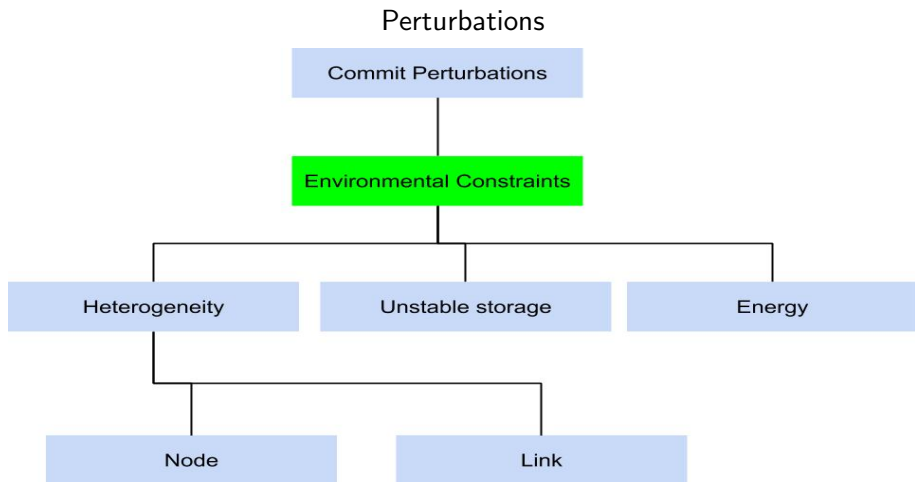 Perturbations
Commit Perturbations
Environmental Constraints
Heterogeneity
Unstable storage
Energy
Node
Link